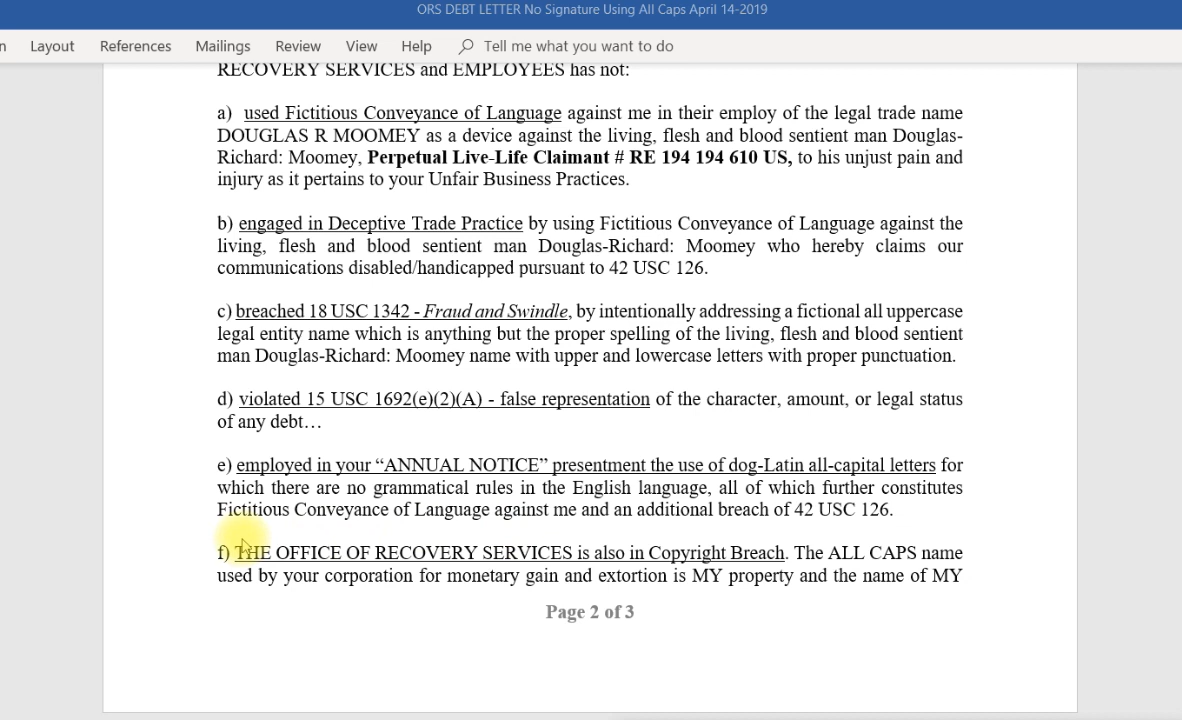 ORS DEBT LETTER No Signature Using All Caps April 14-2019
n Layout References Mailings Review View Help Tell me what you want to do
RECOVERY SERVICES and EMPLOYEES has not:
a) used Fictitious Conveyance of Language against me in their employ of the legal trade name
DOUGLAS R MOOMEY as a device against the living, flesh and blood sentient man Douglas-
Richard: Moomey, Perpetual Live-Life Claimant # RE 194 194 610 US, to his unjust pain and
injury as it pertains to your Unfair Business Practices.
b) engaged in Deceptive Trade Practice by using Fictitious Conveyance of Language against the
living, flesh and blood sentient man Douglas-Richard: Moomey who hereby claims our
communications disabled/handicapped pursuant to 42 USC 126.
c) breached 18 USC 1342 - Fraud and Swindle, by intentionally addressing a fictional all uppercase
legal entity name which is anything but the proper spelling of the living, flesh and blood sentient
man Douglas-Richard: Moomey name with upper and lowercase letters with proper punctuation.
d) violated 15 USC 1692(e)(2)(A) - false representation of the character, amount, or legal status
of any debt…
e) employed in your “ANNUAL NOTICE” presentment the use of dog-Latin all-capital letters for
which there are no grammatical rules in the English language, all of which further constitutes
Fictitious Conveyance of Language against me and an additional breach of 42 USC 126.
f) THE OFFICE OF RECOVERY SERVICES is also in Copyright Breach. The ALL CAPS name
used by your corporation for monetary gain and extortion is MY property and the name of MY
Page 2 of 3